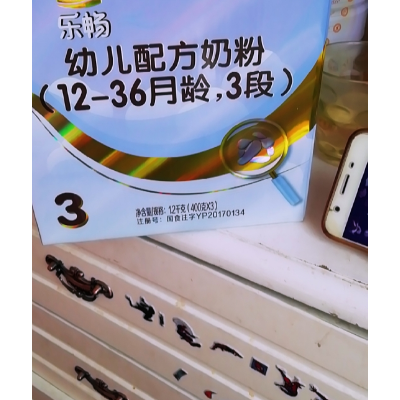 乐畅
幼儿配方奶粉
(12-36月龄,3段)
3
净含量(规格): 1.2千克(400克X3)
注册号: 国食注字YP20170134